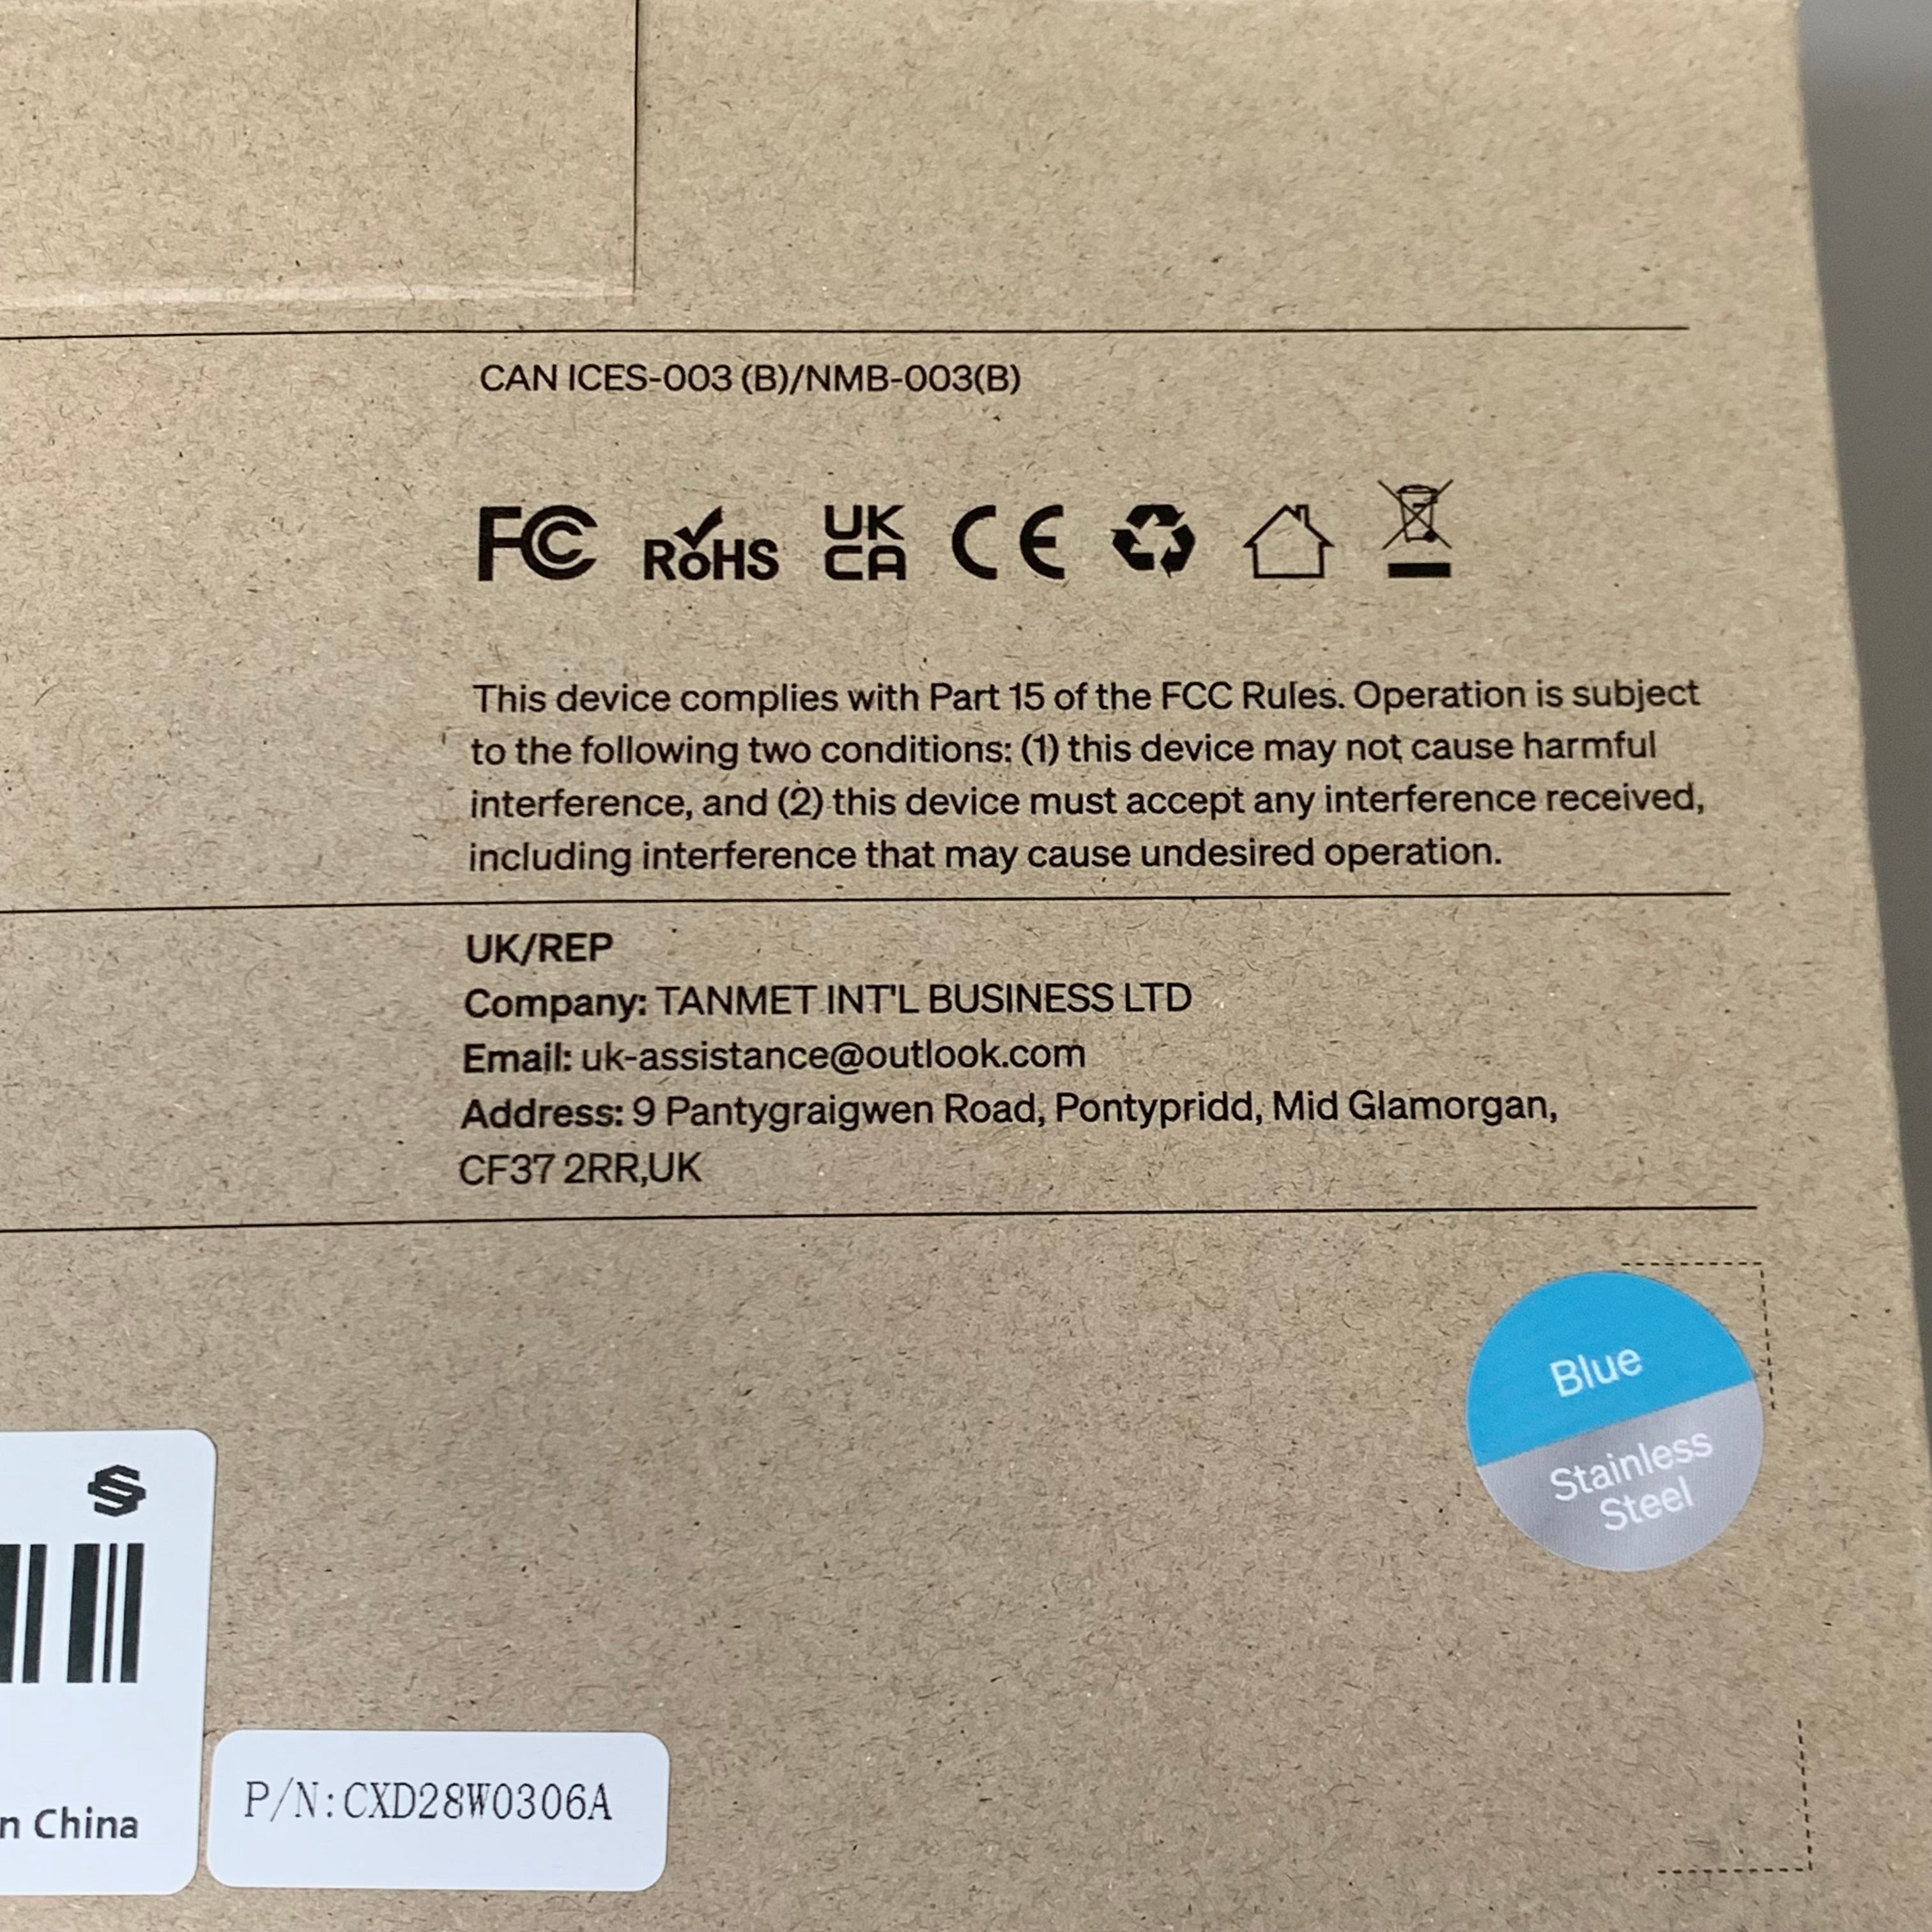 CAN ICES-003 (B)/NMB-003(B)
FC RoHS UK CA CE
This device complies with Part 15 of the FCC Rules. Operation is subject
to the following two conditions: (1) this device may not cause harmful
interference, and (2) this device must accept any interference received,
including interference that may cause undesired operation.
UK/REP
Company: TANMET INT'L BUSINESS LTD
Email: uk-assistance@outlook.com
Address: 9 Pantygraigwen Road, Pontypridd, Mid Glamorgan,
CF37 2RR,UK
Blue
Stainless
Steel
n China
P/N:CXD28W0306A